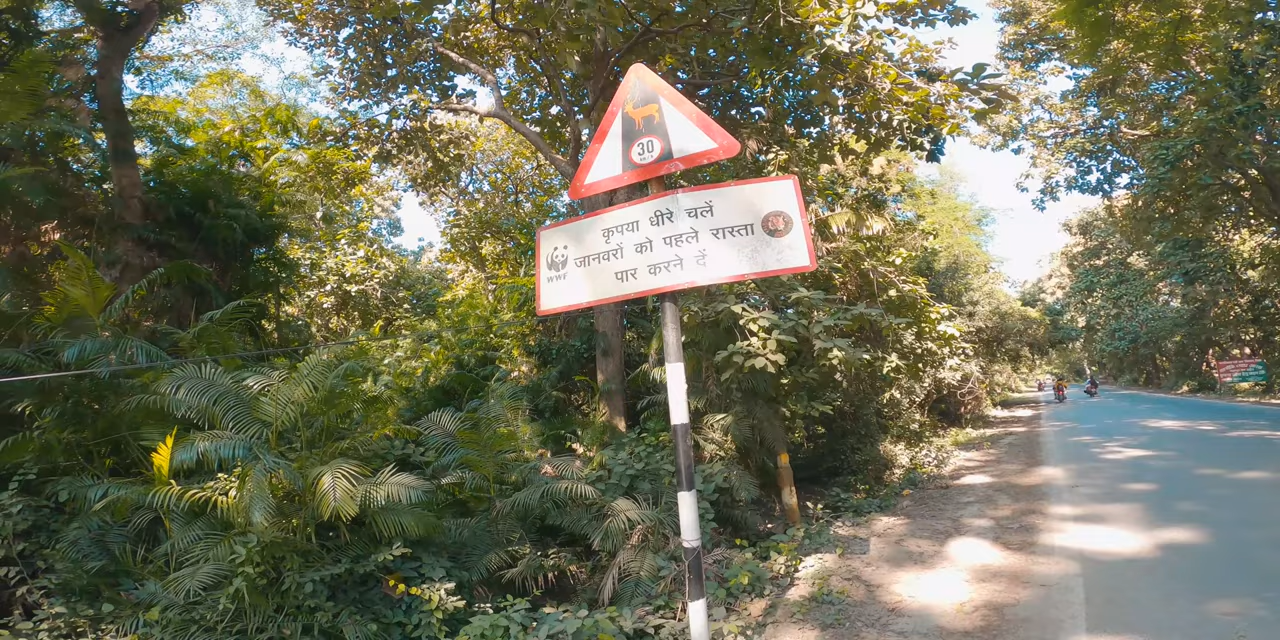 30
कृपया धीरे चलें
जानवरों को पहले रास्ता
पार करने दें
WWF